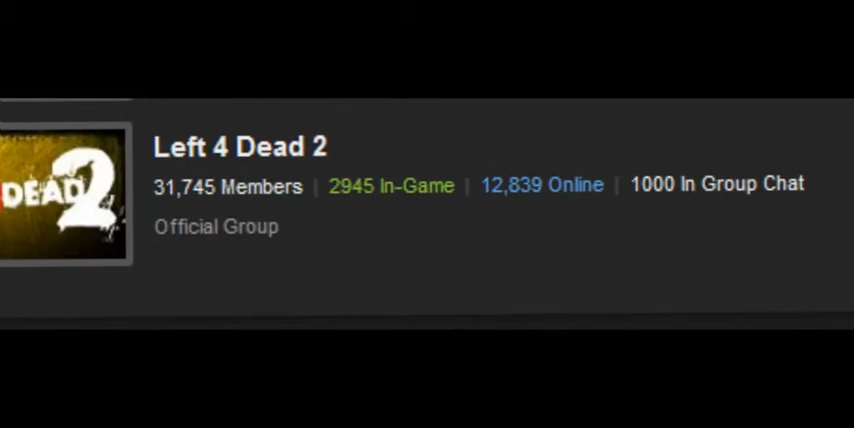 DEAD 2
Left 4 Dead 2
31,745 Members | 2945 In-Game | 12,839 Online | 1000 In Group Chat
Official Group